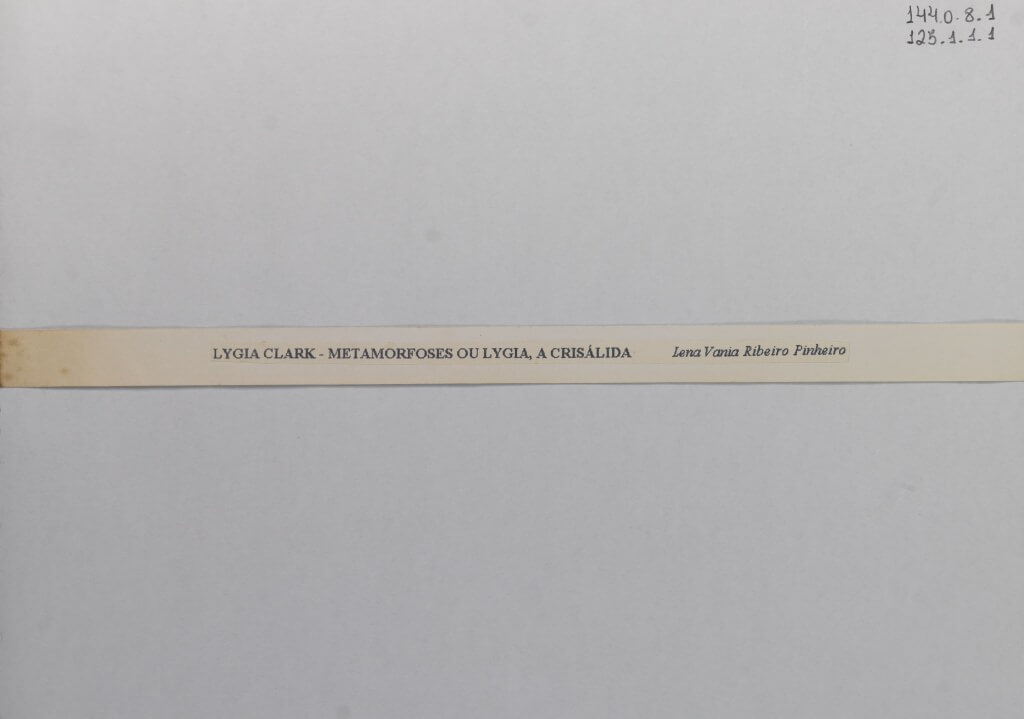 144.0.8.1
123.1.1.1
LYGIA CLARK - METAMORFOSES OU LYGIA, A CRISÁLIDA Lena Vania Ribeiro Pinheiro